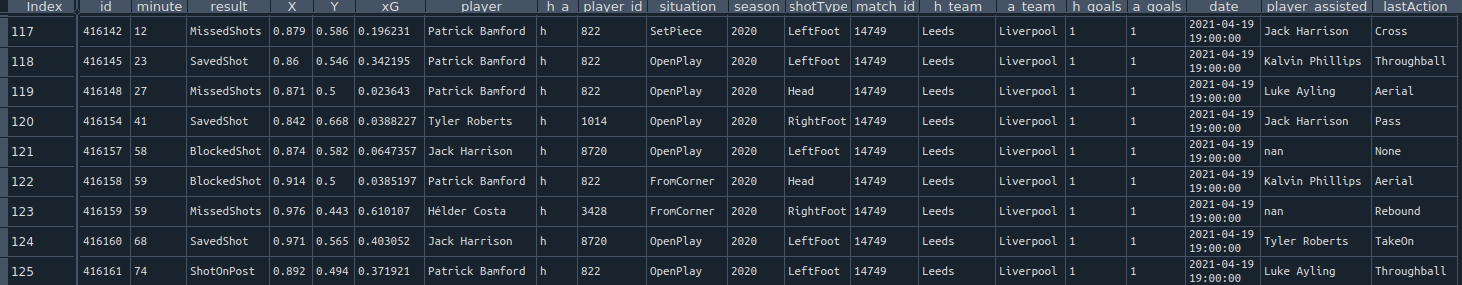 Index id minute result X Y xG player h_a player_id situation season shotType match_id h_team a_team h_goals a_goals date player_assisted lastAction
117 416142 12 MissedShots 0.879 0.586 0.196231 Patrick Bamford h 822 SetPiece 2020 LeftFoot 14749 Leeds Liverpool 1 1 2021-04-19 19:00:00 Jack Harrison Cross
118 416145 23 SavedShot 0.86 0.546 0.342195 Patrick Bamford h 822 OpenPlay 2020 LeftFoot 14749 Leeds Liverpool 1 1 2021-04-19 19:00:00 Kalvin Phillips Throughball
119 416148 27 MissedShots 0.871 0.5 0.023643 Patrick Bamford h 822 OpenPlay 2020 Head 14749 Leeds Liverpool 1 1 2021-04-19 19:00:00 Luke Ayling Aerial
120 416154 41 SavedShot 0.842 0.668 0.0388227 Tyler Roberts h 1014 OpenPlay 2020 RightFoot 14749 Leeds Liverpool 1 1 2021-04-19 19:00:00 Jack Harrison Pass
121 416157 58 BlockedShot 0.874 0.582 0.0647357 Jack Harrison h 8720 OpenPlay 2020 LeftFoot 14749 Leeds Liverpool 1 1 2021-04-19 19:00:00 nan None
122 416158 59 BlockedShot 0.914 0.5 0.0385197 Patrick Bamford h 822 FromCorner 2020 Head 14749 Leeds Liverpool 1 1 2021-04-19 19:00:00 Kalvin Phillips Aerial
123 416159 59 MissedShots 0.976 0.443 0.610107 Hélder Costa h 3428 FromCorner 2020 RightFoot 14749 Leeds Liverpool 1 1 2021-04-19 19:00:00 nan Rebound
124 416160 68 SavedShot 0.971 0.565 0.403052 Jack Harrison h 8720 OpenPlay 2020 LeftFoot 14749 Leeds Liverpool 1 1 2021-04-19 19:00:00 Tyler Roberts TakeOn
125 416161 74 ShotOnPost 0.892 0.494 0.371921 Patrick Bamford h 822 OpenPlay 2020 LeftFoot 14749 Leeds Liverpool 1 1 2021-04-19 19:00:00 Luke Ayling Throughball